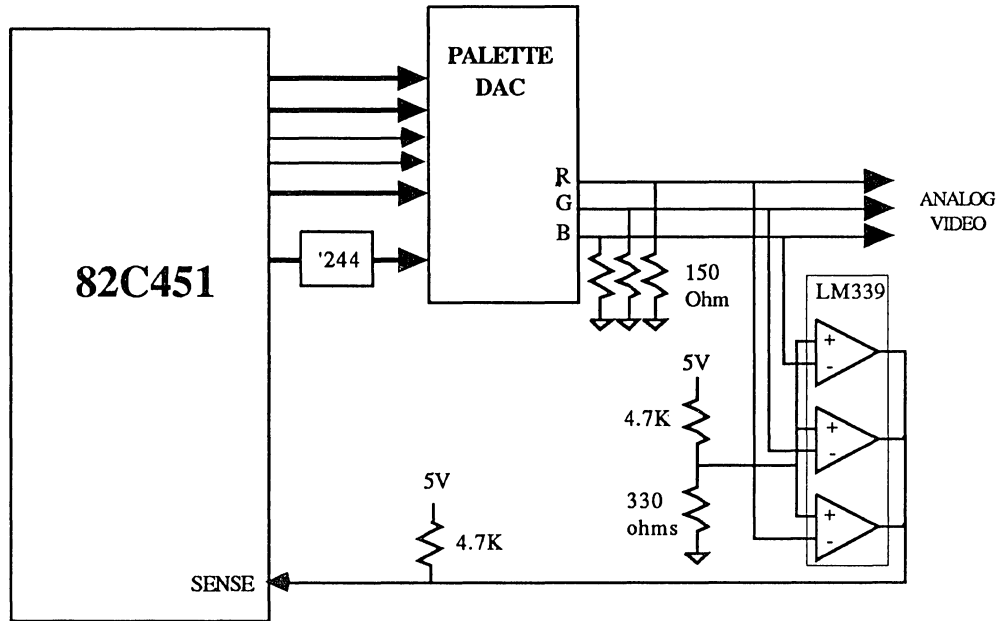 PALETTE
DAC
R
G
B
ANALOG
VIDEO
'244
82C451
150
Ohm
LM339
+
-
+
-
+
-
5V
4.7K
330
ohms
5V
4.7K
SENSE